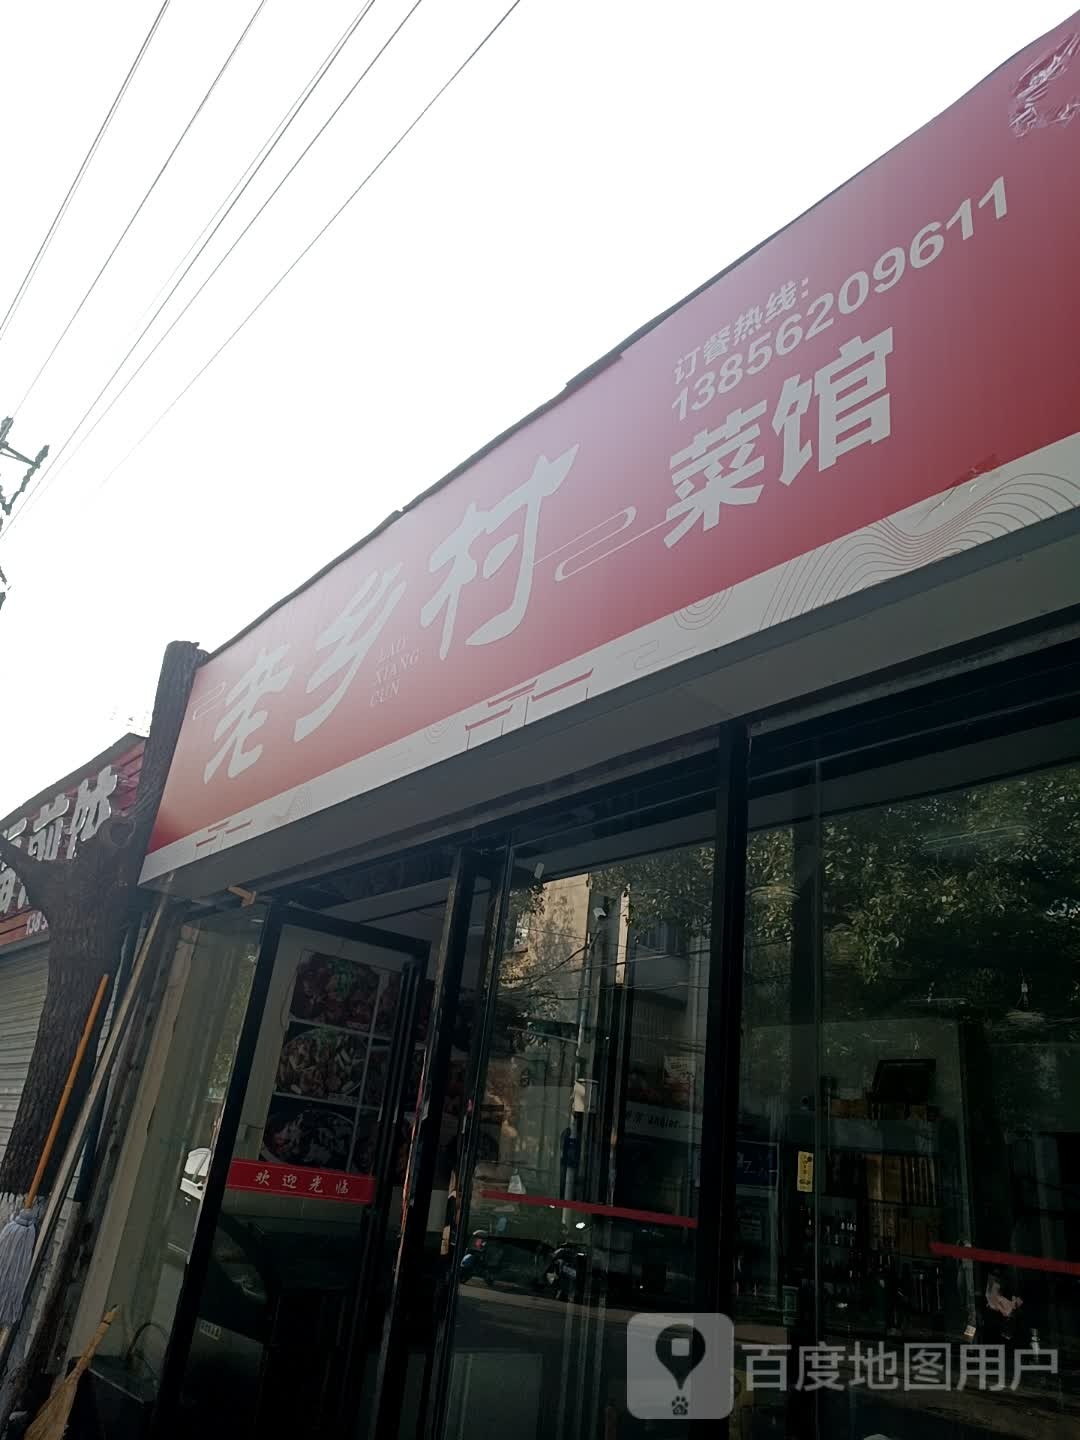 订餐热线:
13856209611
老乡村
菜馆
LAO
XIANG
CUN
欢迎光临
百度地图用户